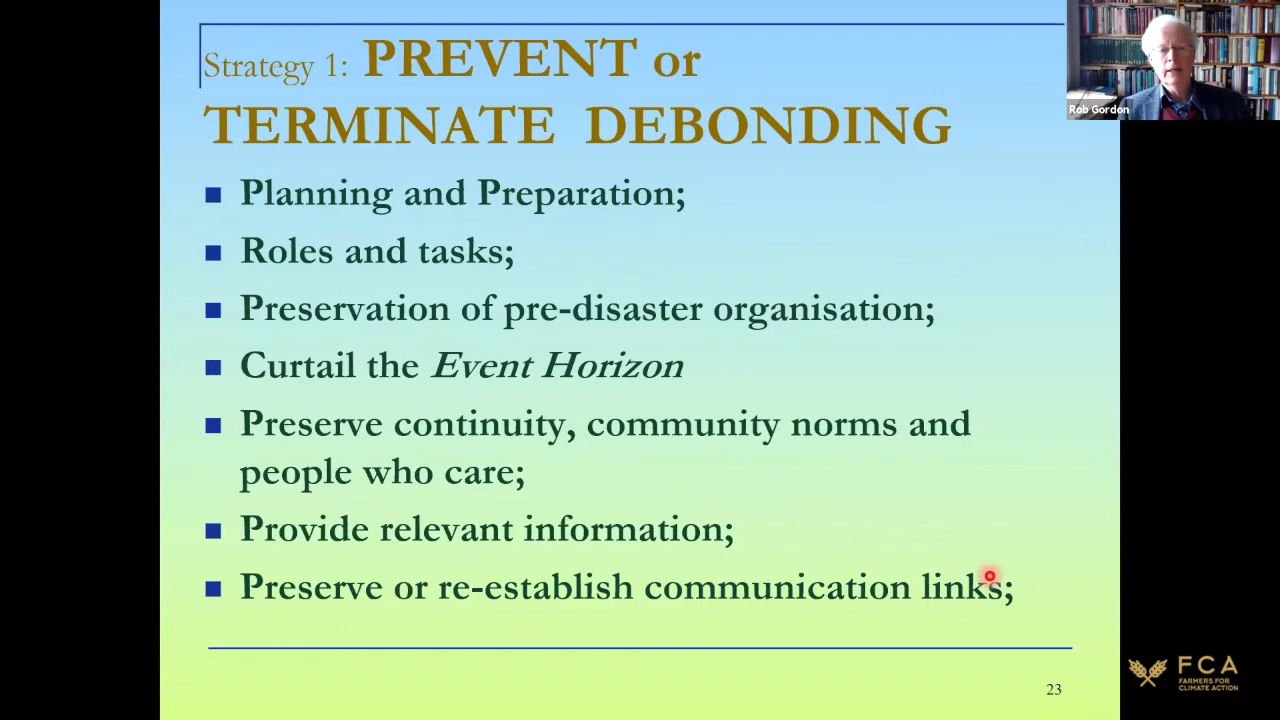 Strategy 1: PREVENT or
TERMINATE DEBONDING
Planning and Preparation;
Roles and tasks;
Preservation of pre-disaster organisation;
Curtail the Event Horizon
Preserve continuity, community norms and
people who care;
Provide relevant information;
Preserve or re-establish communication links;
23
Rob Gordon
FCA
FARMERS FOR
CLIMATE ACTION